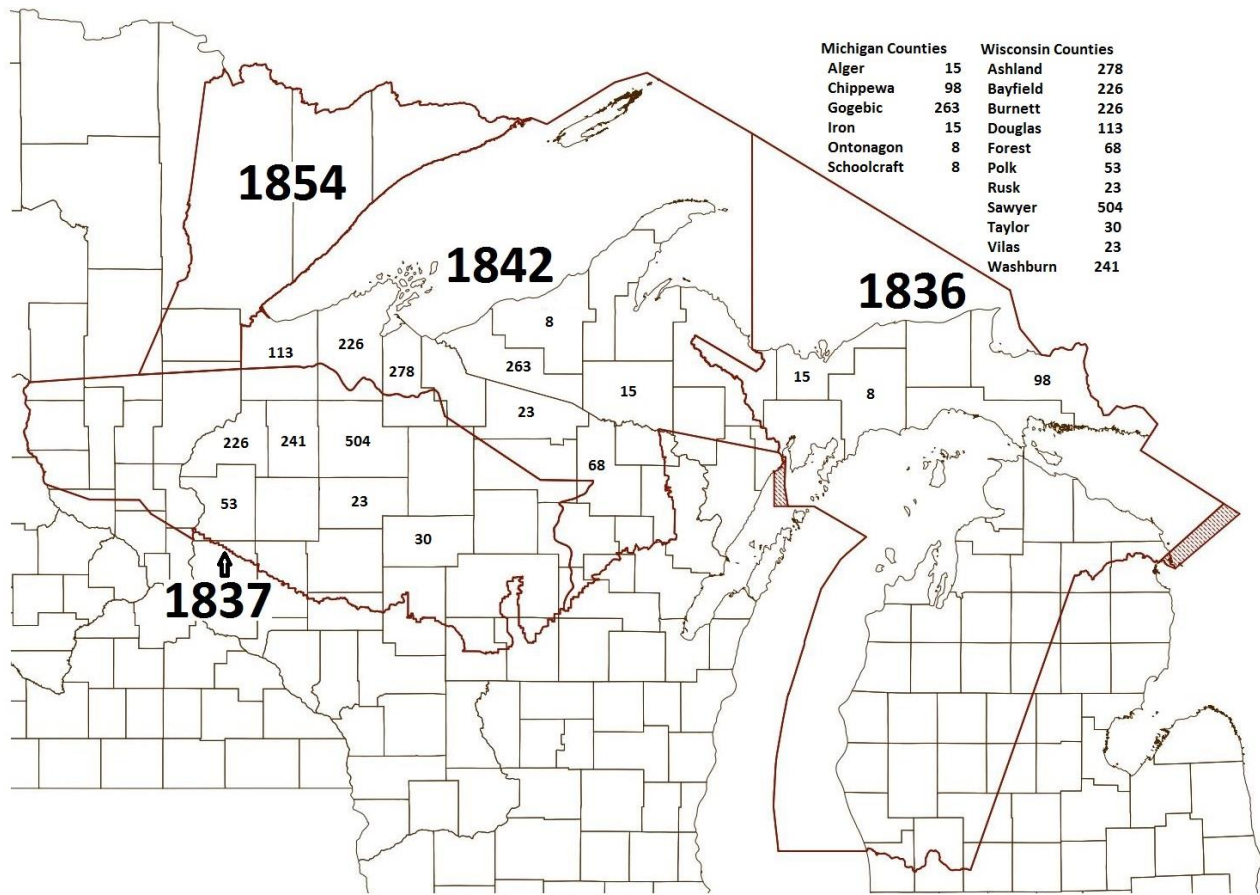 Michigan Counties
Alger 15
Chippewa 98
Gogebic 263
Iron 15
Ontonagon 8
Schoolcraft 8
Wisconsin Counties
Ashland 278
Bayfield 226
Burnett 226
Douglas 113
Forest 68
Polk 53
Rusk 23
Sawyer 504
Taylor 30
Vilas 23
Washburn 241
1854
1842
1836
8
113
226
278
263
15
15
8
98
23
226
241
504
68
53
23
30
1837